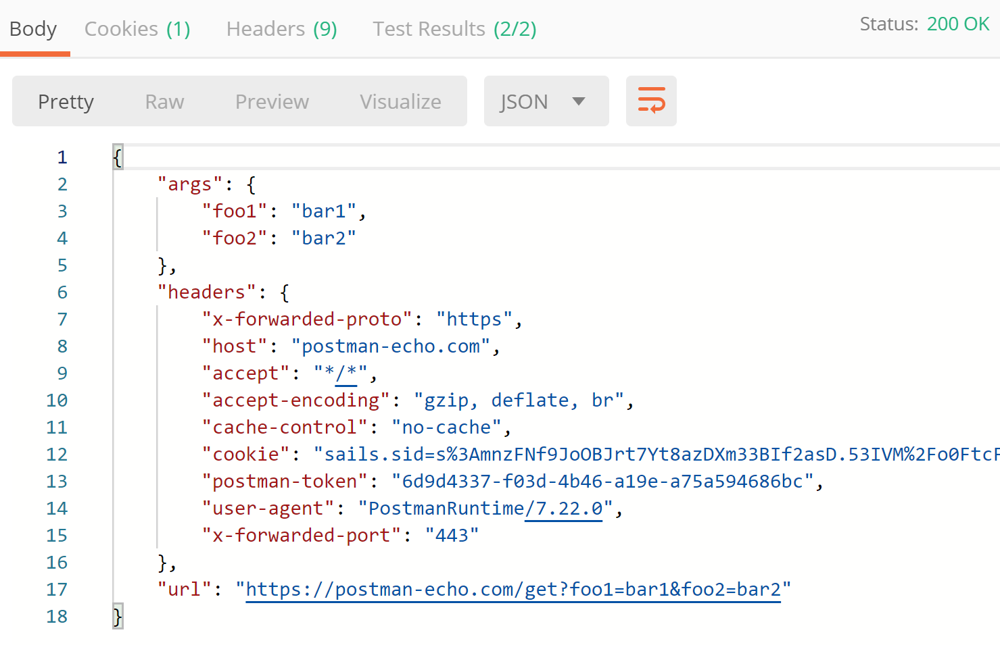 Body Cookies (1) Headers (9) Test Results (2/2) Status: 200 OK
Pretty Raw Preview Visualize JSON
1 {
2 "args": {
3 "foo1": "bar1",
4 "foo2": "bar2"
5 },
6 "headers": {
7 "x-forwarded-proto": "https",
8 "host": "postman-echo.com",
9 "accept": "*/*",
10 "accept-encoding": "gzip, deflate, br",
11 "cache-control": "no-cache",
12 "cookie": "sails.sid=s%3AmnzFNf9JoOBJrt7Yt8azDXm33BIf2asD.53IVM%2Fo0FtcF
13 "postman-token": "6d9d4337-f03d-4b46-a19e-a75a594686bc",
14 "user-agent": "PostmanRuntime/7.22.0",
15 "x-forwarded-port": "443"
16 },
17 "url": "https://postman-echo.com/get?foo1=bar1&foo2=bar2"
18 }